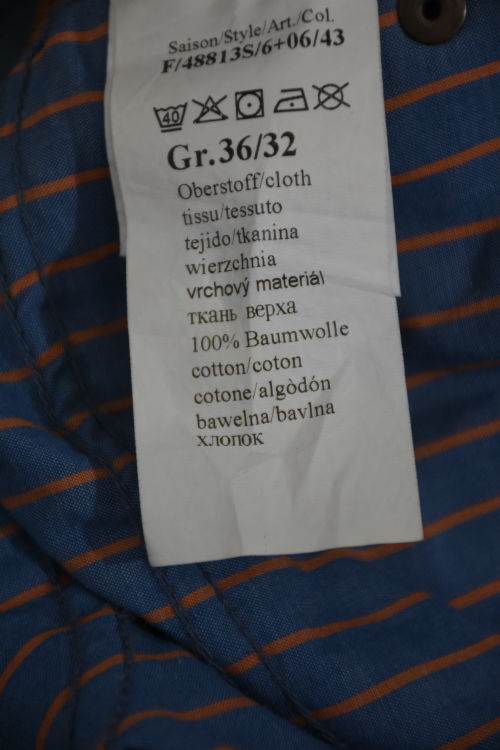 Saison/Style/Art./Col.
F/48813S/6+06/43
40
Gr.36/32
Oberstoff/cloth
tissu/tessuto
tejido/tkanina
wierzchnia
vrchový materiál
ткань верха
100% Baumwolle
cotton/coton
cotone/algòdón
bawelna/bavlna
хлопок